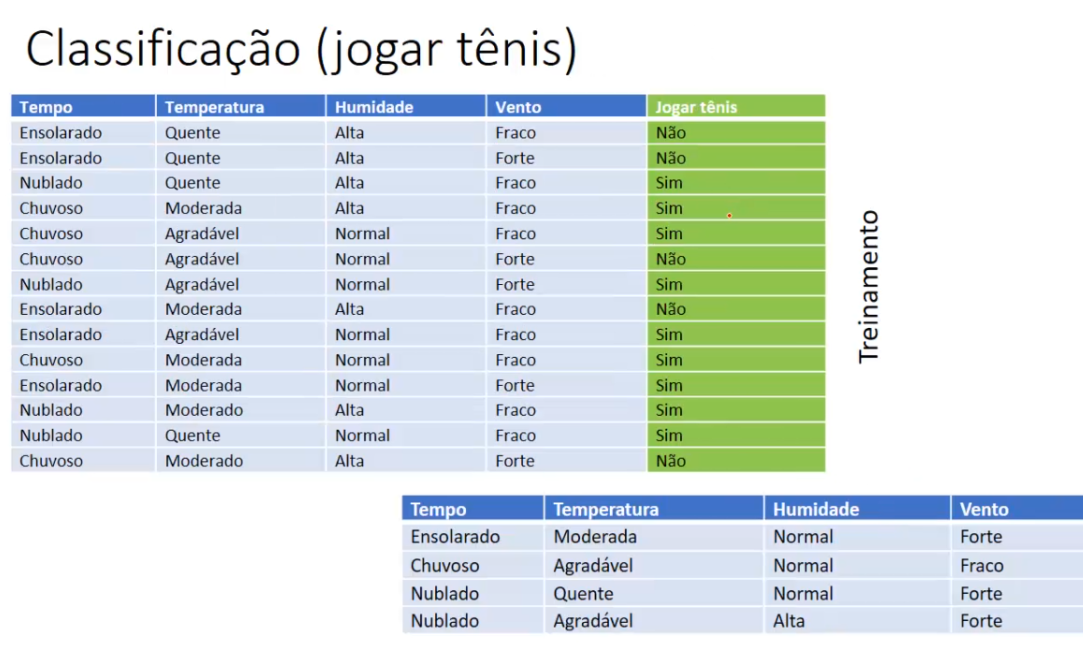 Classificação (jogar tênis)
Tempo Temperatura Humidade Vento Jogar tênis
Ensolarado Quente Alta Fraco Não
Ensolarado Quente Alta Forte Não
Nublado Quente Alta Fraco Sim
Chuvoso Moderada Alta Fraco Sim
Chuvoso Agradável Normal Fraco Sim
Chuvoso Agradável Normal Forte Não
Nublado Agradável Normal Forte Sim
Ensolarado Moderada Alta Fraco Não
Ensolarado Agradável Normal Fraco Sim
Chuvoso Moderada Normal Fraco Sim
Ensolarado Moderada Normal Forte Sim
Nublado Moderado Alta Fraco Sim
Nublado Quente Normal Fraco Sim
Chuvoso Moderado Alta Forte Não
Treinamento
Tempo Temperatura Humidade Vento
Ensolarado Moderada Normal Forte
Chuvoso Agradável Normal Fraco
Nublado Quente Normal Forte
Nublado Agradável Alta Forte